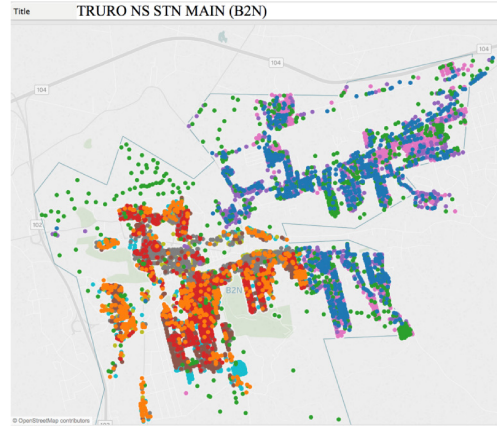 Title TRURO NS STN MAIN (B2N)
104
104
102
B2N
© OpenStreetMap contributors